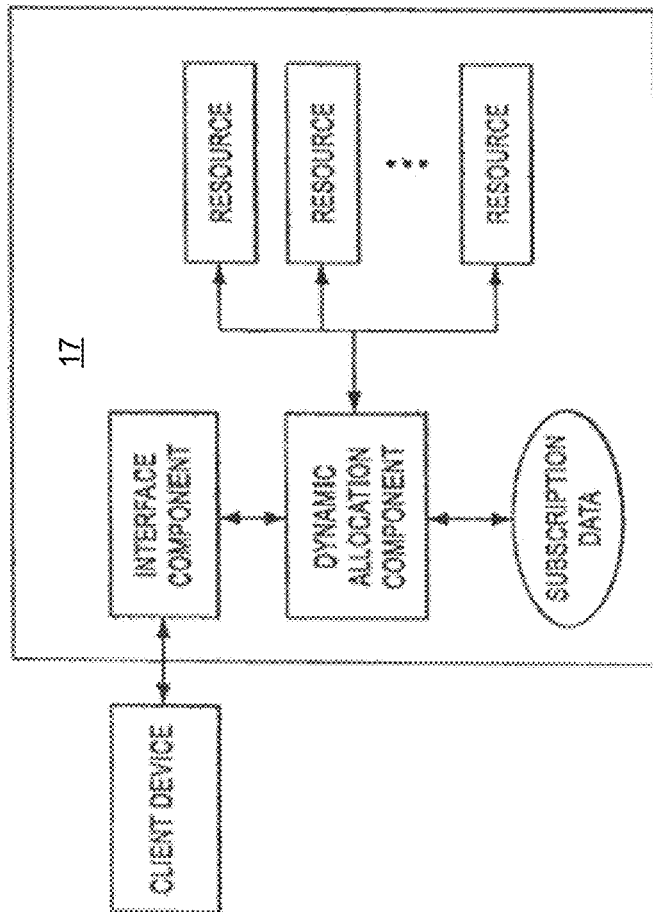 17
CLIENT DEVICE
INTERFACE
COMPONENT
DYNAMIC
ALLOCATION
COMPONENT
SUBSCRIPTION
DATA
RESOURCE
RESOURCE
RESOURCE